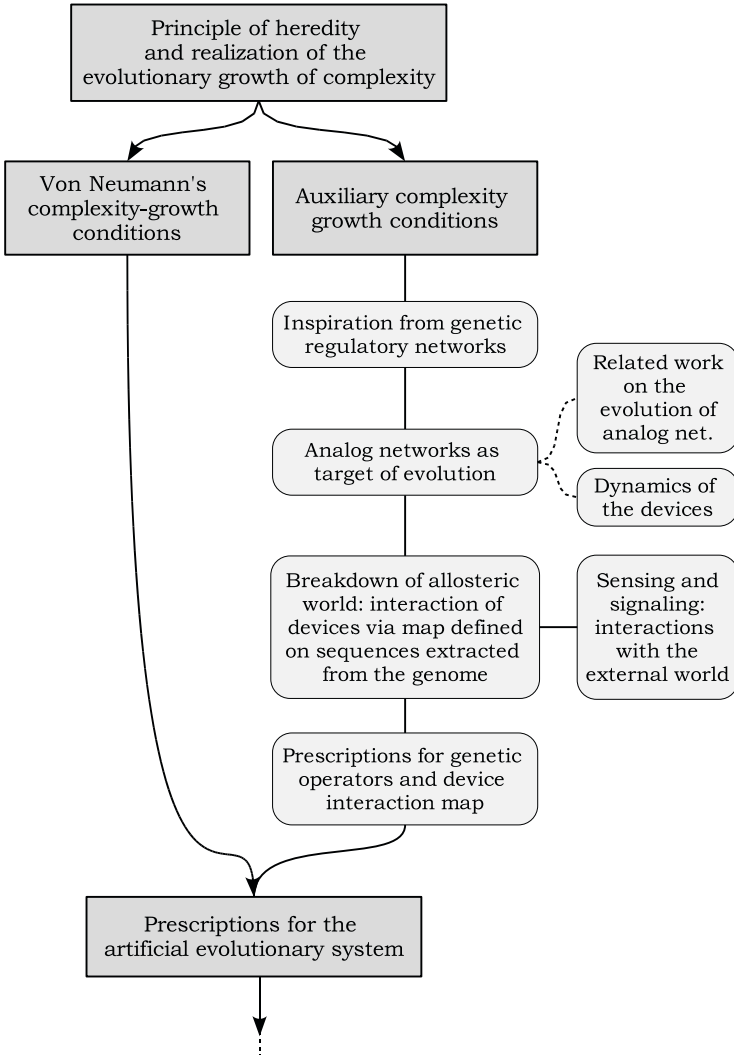 Principle of heredity
and realization of the
evolutionary growth of complexity
Von Neumann's
complexity-growth
conditions
Auxiliary complexity
growth conditions
Inspiration from genetic
regulatory networks
Related work
on the
evolution of
analog net.
Analog networks as
target of evolution
Dynamics of
the devices
Breakdown of allosteric
world: interaction of
devices via map defined
on sequences extracted
from the genome
Sensing and
signaling:
interactions
with the
external world
Prescriptions for genetic
operators and device
interaction map
Prescriptions for the
artificial evolutionary system